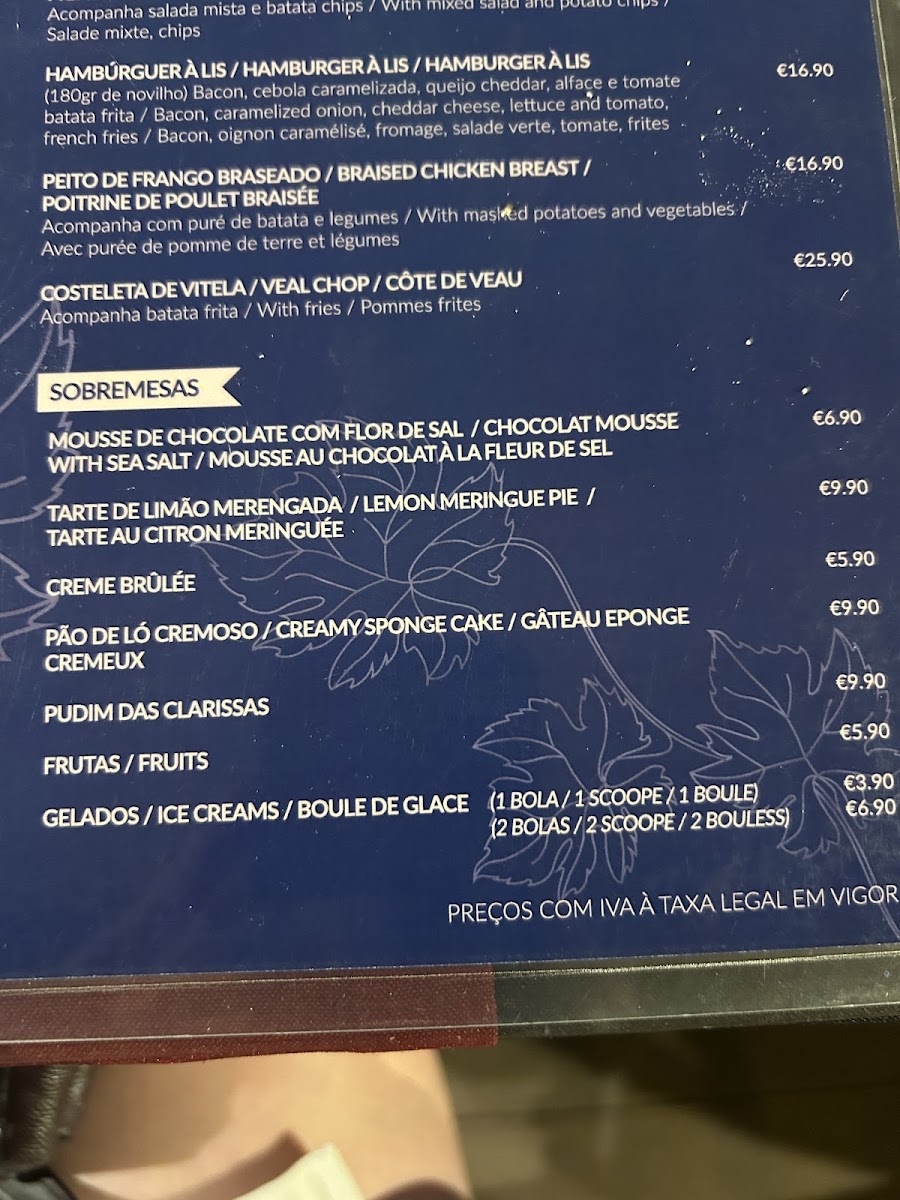 Acompanha salada mista e batata chips / With mixed salad and potato chips /
Salade mixte, chips
HAMBÚRGUER À LIS / HAMBURGER À LIS / HAMBURGER À LIS €16.90
(180gr de novilho) Bacon, cebola caramelizada, queijo cheddar, alface e tomate
batata frita / Bacon, caramelized onion, cheddar cheese, lettuce and tomato,
french fries / Bacon, oignon caramélisé, fromage, salade verte, tomate, frites
PEITO DE FRANGO BRASEADO / BRAISED CHICKEN BREAST / €16.90
POITRINE DE POULET BRAISÉE
Acompanha com puré de batata e legumes / With mashed potatoes and vegetables /
Avec purée de pomme de terre et légumes
COSTELETA DE VITELA / VEAL CHOP / CÔTE DE VEAU €25.90
Acompanha batata frita / With fries / Pommes frites
SOBREMESAS
MOUSSE DE CHOCOLATE COM FLOR DE SAL / CHOCOLAT MOUSSE €6.90
WITH SEA SALT / MOUSSE AU CHOCOLAT À LA FLEUR DE SEL
TARTE DE LIMÃO MERENGADA / LEMON MERINGUE PIE / €9.90
TARTE AU CITRON MERINGUÉE
CREME BRÛLÉE €5.90
PÃO DE LÓ CREMOSO / CREAMY SPONGE CAKE / GÂTEAU EPONGE €9.90
CREMEUX
PUDIM DAS CLARISSAS €9.90
FRUTAS / FRUITS €5.90
GELADOS / ICE CREAMS / BOULE DE GLACE (1 BOLA / 1 SCOOPE / 1 BOULE) €3.90
(2 BOLAS / 2 SCOOPE / 2 BOULESS) €6.90
PREÇOS COM IVA À TAXA LEGAL EM VIGOR